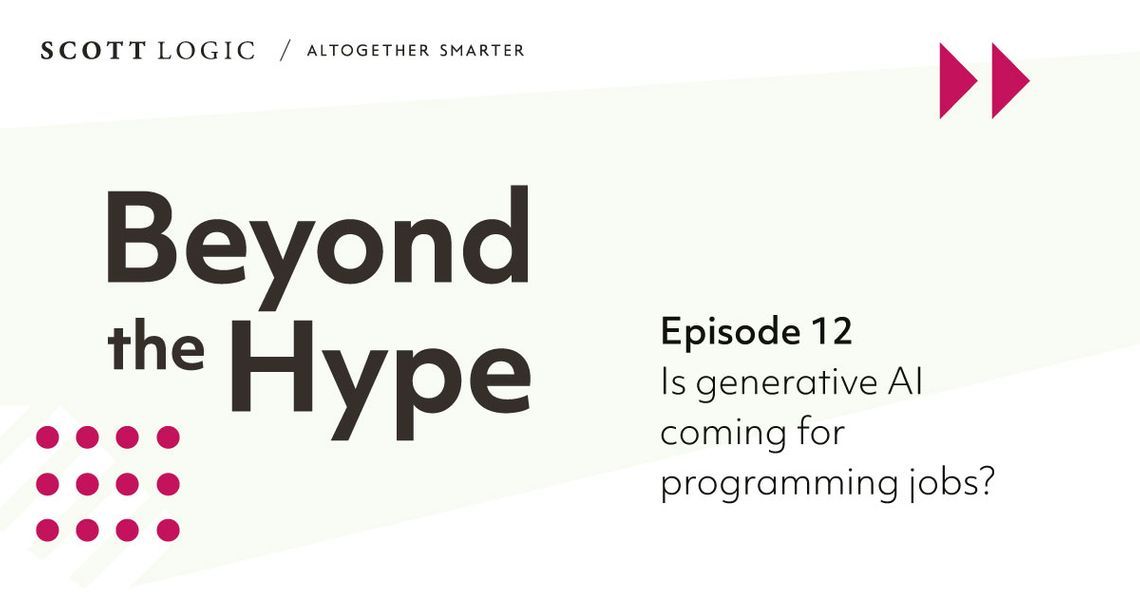 SCOTT LOGIC / ALTOGETHER SMARTER
Beyond
the Hype
Episode 12
Is generative AI
coming for
programming jobs?